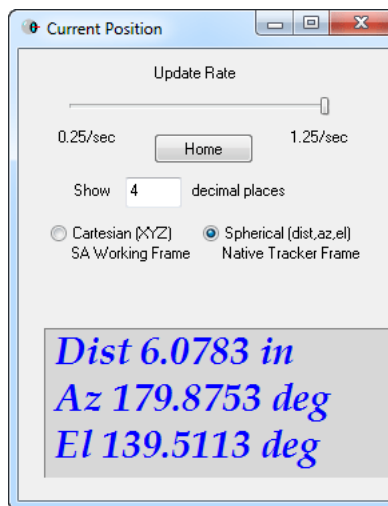 Current Position
Update Rate
0.25/sec 1.25/sec
Home
Show 4 decimal places
Cartesian (XYZ) Spherical (dist,az,el)
SA Working Frame Native Tracker Frame
Dist 6.0783 in
Az 179.8753 deg
El 139.5113 deg